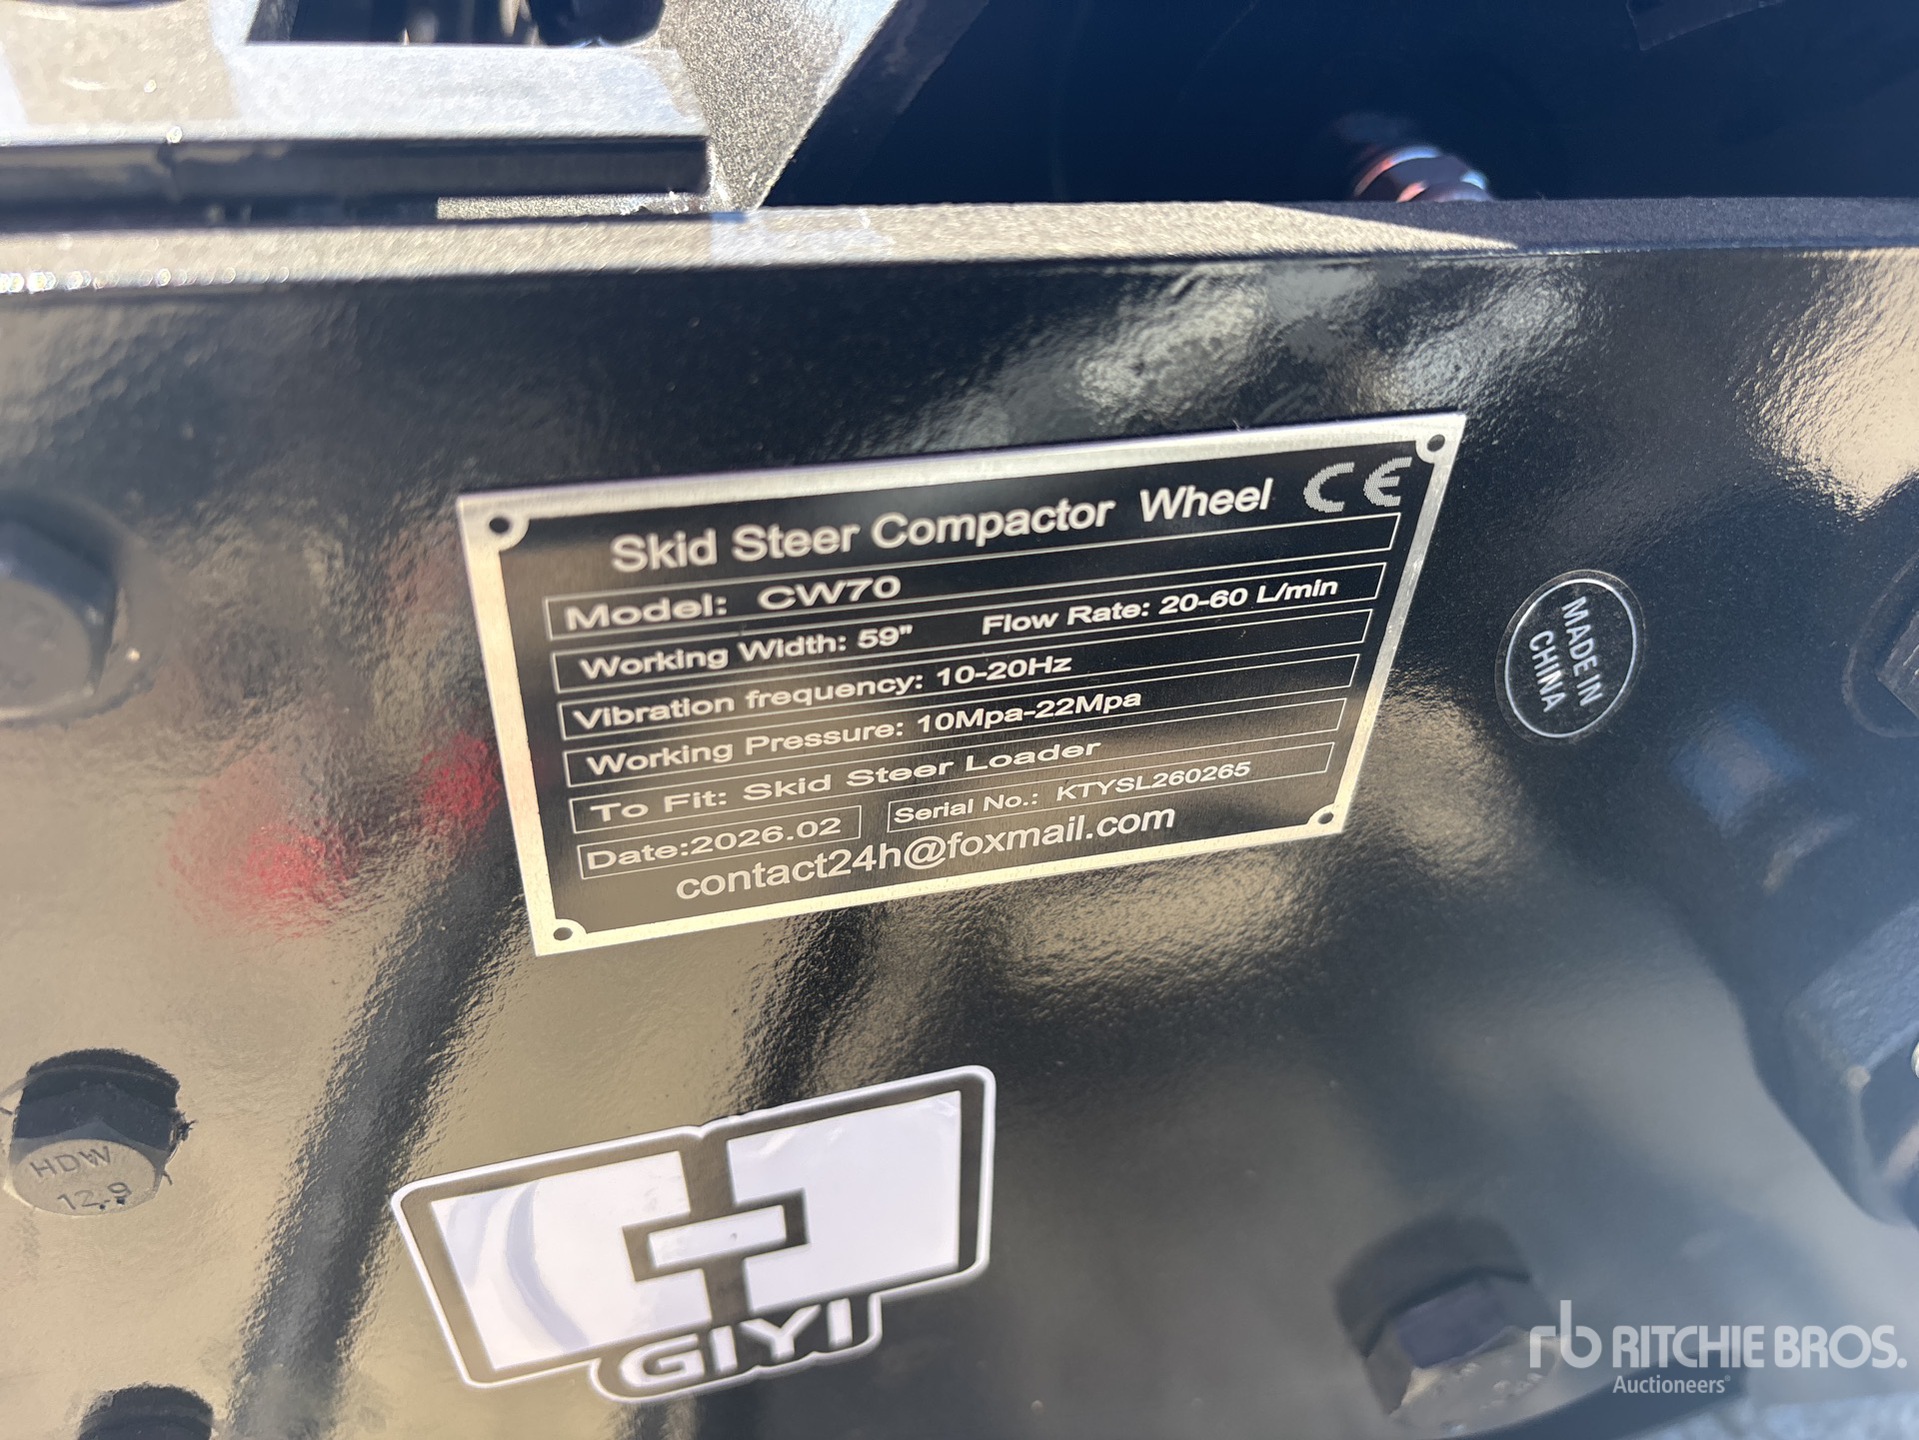 Skid Steer Compactor Wheel CE
Model: CW70
Working Width: 59" Flow Rate: 20-60 L/min
Vibration frequency: 10-20Hz
Working Pressure: 10Mpa-22Mpa
To Fit: Skid Steer Loader
Date:2026.02 Serial No.: KTYSL260265
contact24h@foxmail.com
MADE IN
CHINA
HDW
12.9
GIYI
rb RITCHIE BROS.
Auctioneers